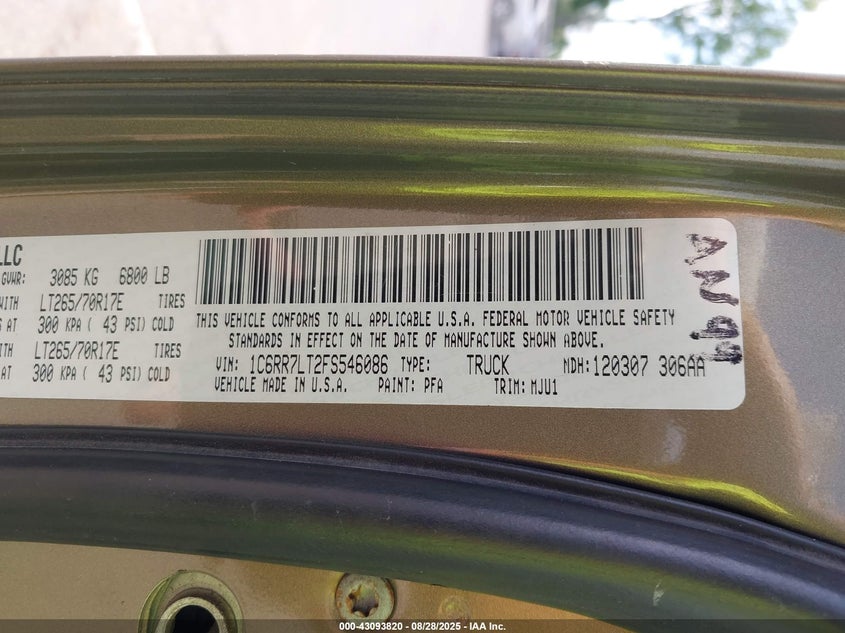 LLC
GVWR: 3085 KG 6800 LB
WITH LT265/70R17E TIRES
S AT 300 KPA ( 43 PSI) COLD
LT265/70R17E TIRES
S AT 300 KPA ( 43 PSI) COLD
THIS VEHICLE CONFORMS TO ALL APPLICABLE U.S.A. FEDERAL MOTOR VEHICLE SAFETY
STANDARDS IN EFFECT ON THE DATE OF MANUFACTURE SHOWN ABOVE.
VIN: 1C6RR7LT2FS546086 TYPE: TRUCK MDH: 120307 306AA
VEHICLE MADE IN U.S.A. PAINT: PFA TRIM: MJU1
000-43093820 - 08/28/2025 - IAA Inc.